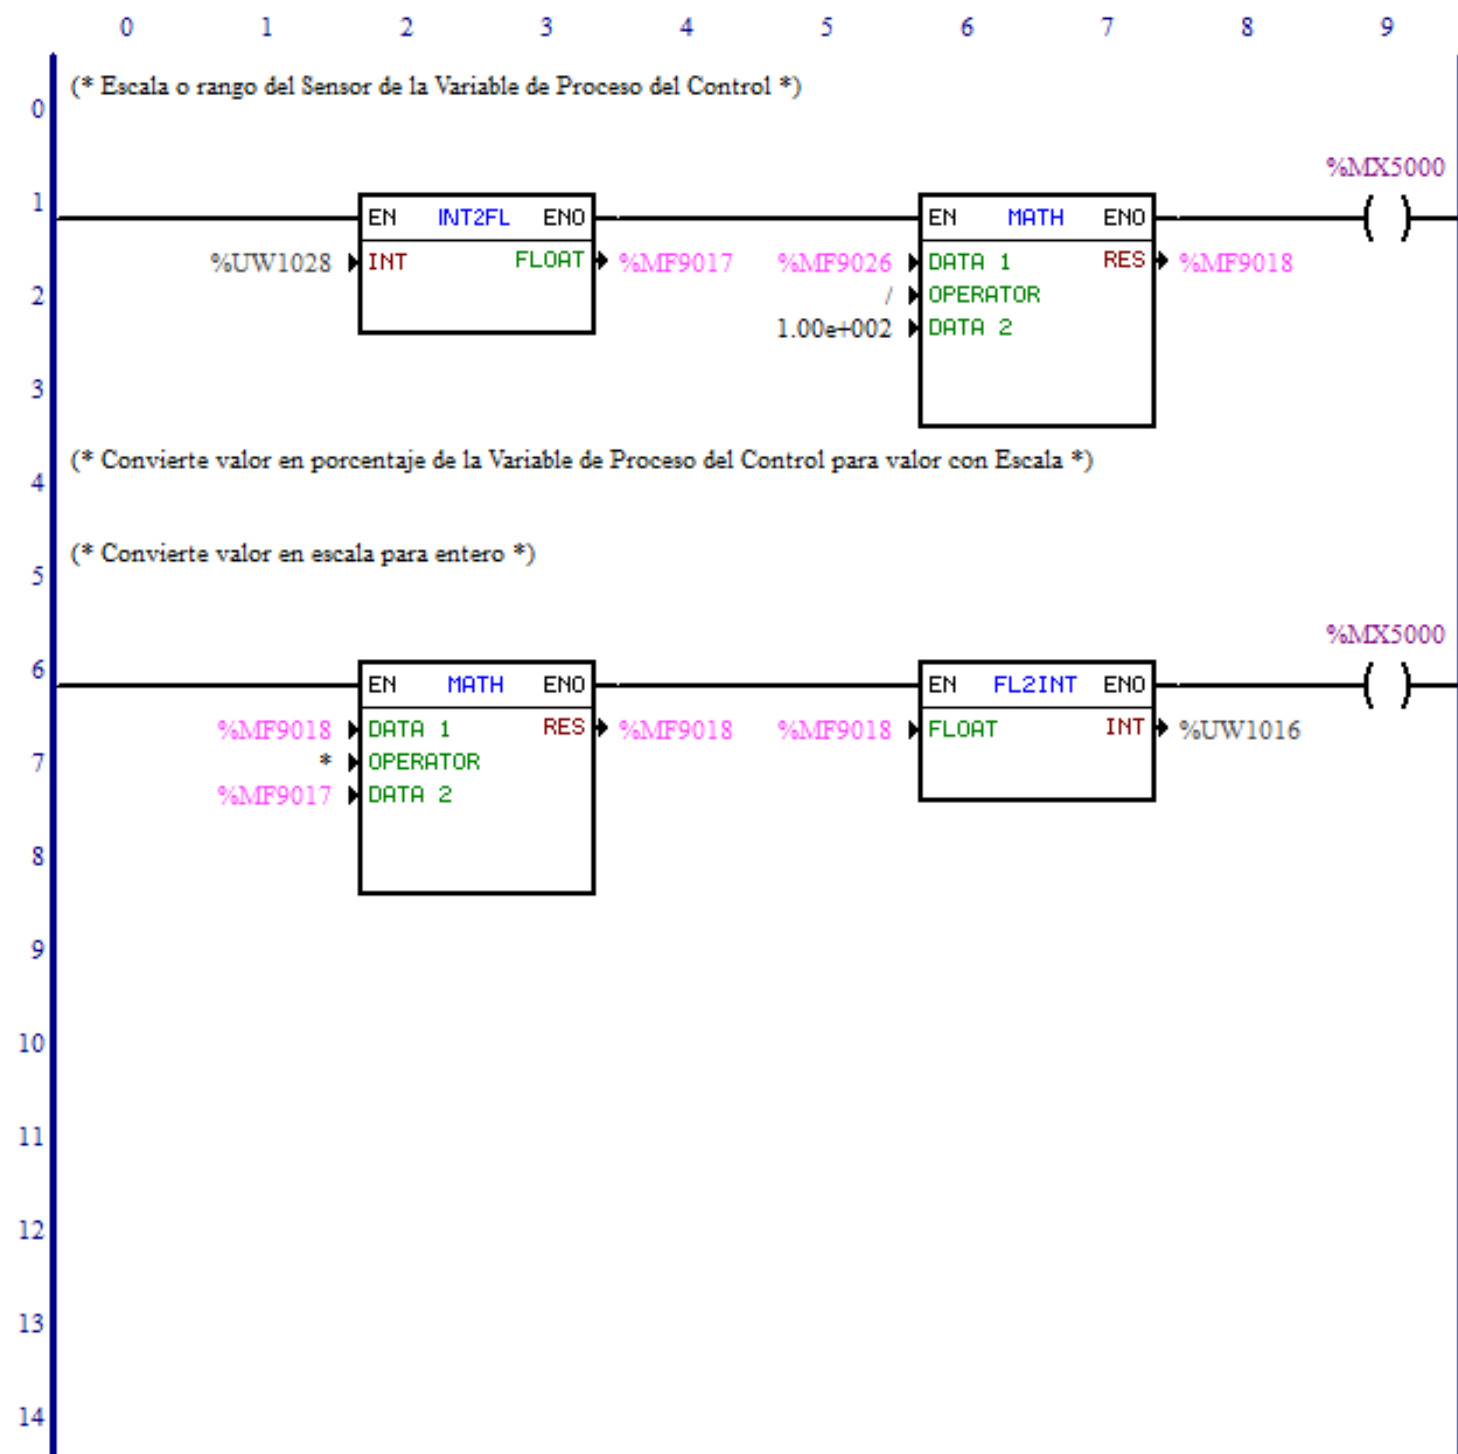 0 1 2 3 4 5 6 7 8 9
(* Escala o rango del Sensor de la Variable de Proceso del Control *)
0
%MX5000
1
EN INT2FL ENO
EN MATH ENO
( )
%UW1028 INT FLOAT %MF9017
%MF9026 DATA 1 RES %MF9018
2
/ OPERATOR
1.00e+002 DATA 2
3
(* Convierte valor en porcentaje de la Variable de Proceso del Control para valor con Escala *)
4
(* Convierte valor en escala para entero *)
5
%MX5000
6
EN MATH ENO
EN FL2INT ENO
( )
%MF9018 DATA 1 RES %MF9018
%MF9018 FLOAT INT %UW1016
7
* OPERATOR
%MF9017 DATA 2
8
9
10
11
12
13
14